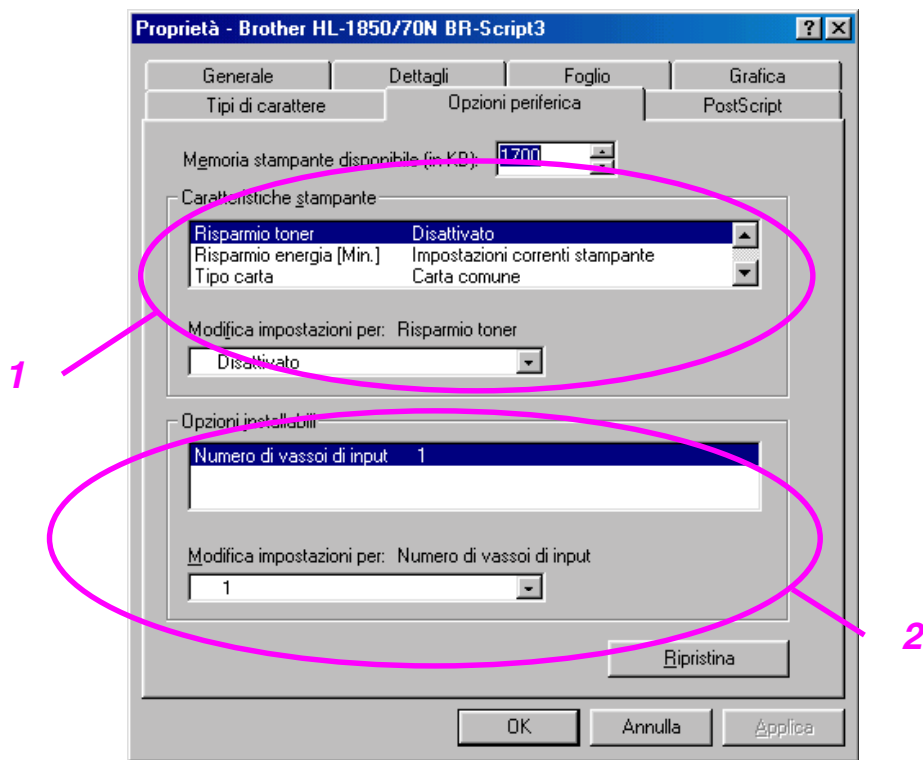 Proprietà - Brother HL-1850/70N BR-Script3
Generale Dettagli Foglio Grafica
Tipi di carattere Opzioni periferica PostScript
Memoria stampante disponibile (in KB): 1700
Caratteristiche stampante
Risparmio toner Disattivato
Risparmio energia [Min.] Impostazioni correnti stampante
Tipo carta Carta comune
Modifica impostazioni per: Risparmio toner
Disattivato
1
Opzioni installabili
Numero di vassoi di input 1
Modifica impostazioni per: Numero di vassoi di input
1
2
Ripristina
OK Annulla Applica